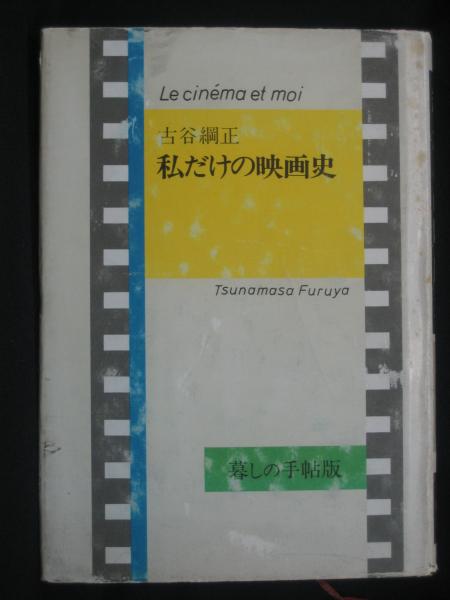 Le cinéma et moi
古谷綱正
私だけの映画史
Tsunamasa Furuya
暮しの手帖版